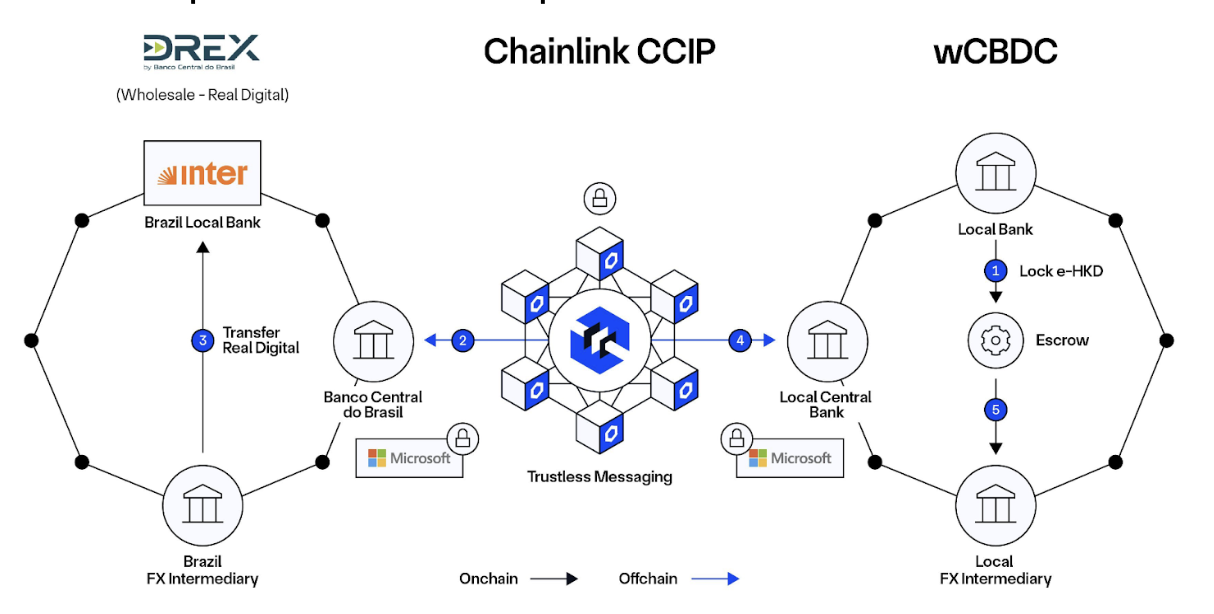 DREX
by Banco Central do Brasil
(Wholesale - Real Digital)
Chainlink CCIP
wCBDC
inter
Brazil Local Bank
Local Bank
1
Lock e-HKD
3
Transfer
Real Digital
2
4
Escrow
Banco Central
do Brasil
Local Central
Bank
5
Microsoft
Microsoft
Trustless Messaging
Brazil
FX Intermediary
Local
FX Intermediary
Onchain
Offchain